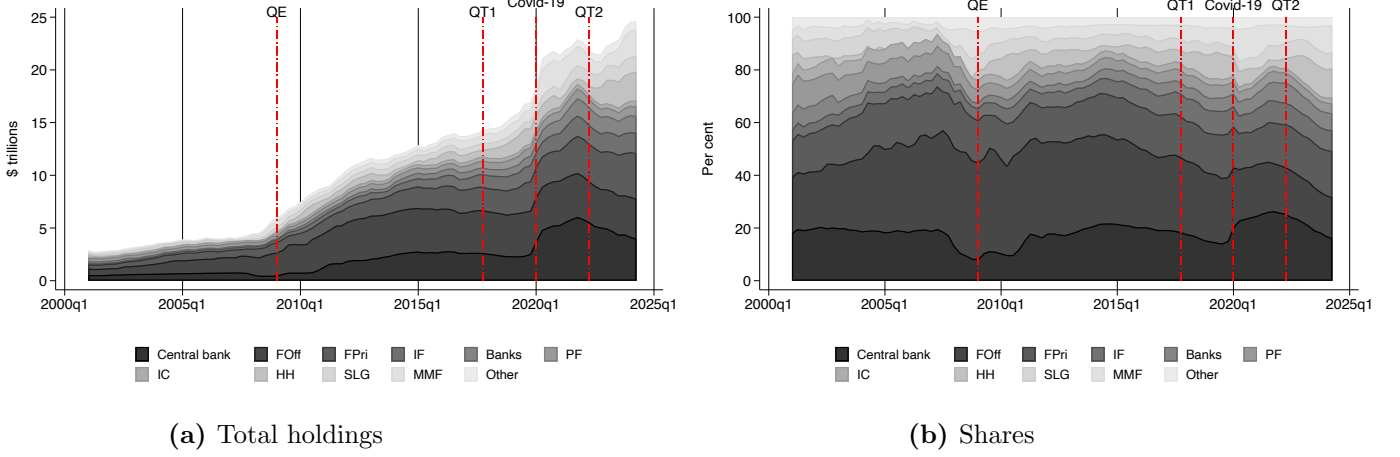 QE QT1 Covid-19 QT2
25
20
15
10
5
0
$ trillions
2000q1 2005q1 2010q1 2015q1 2020q1 2025q1
Central bank FOff FPri IF Banks PF
IC HH SLG MMF Other
(a) Total holdings
QE QT1 Covid-19 QT2
100
80
60
40
20
0
Per cent
2000q1 2005q1 2010q1 2015q1 2020q1 2025q1
Central bank FOff FPri IF Banks PF
IC HH SLG MMF Other
(b) Shares